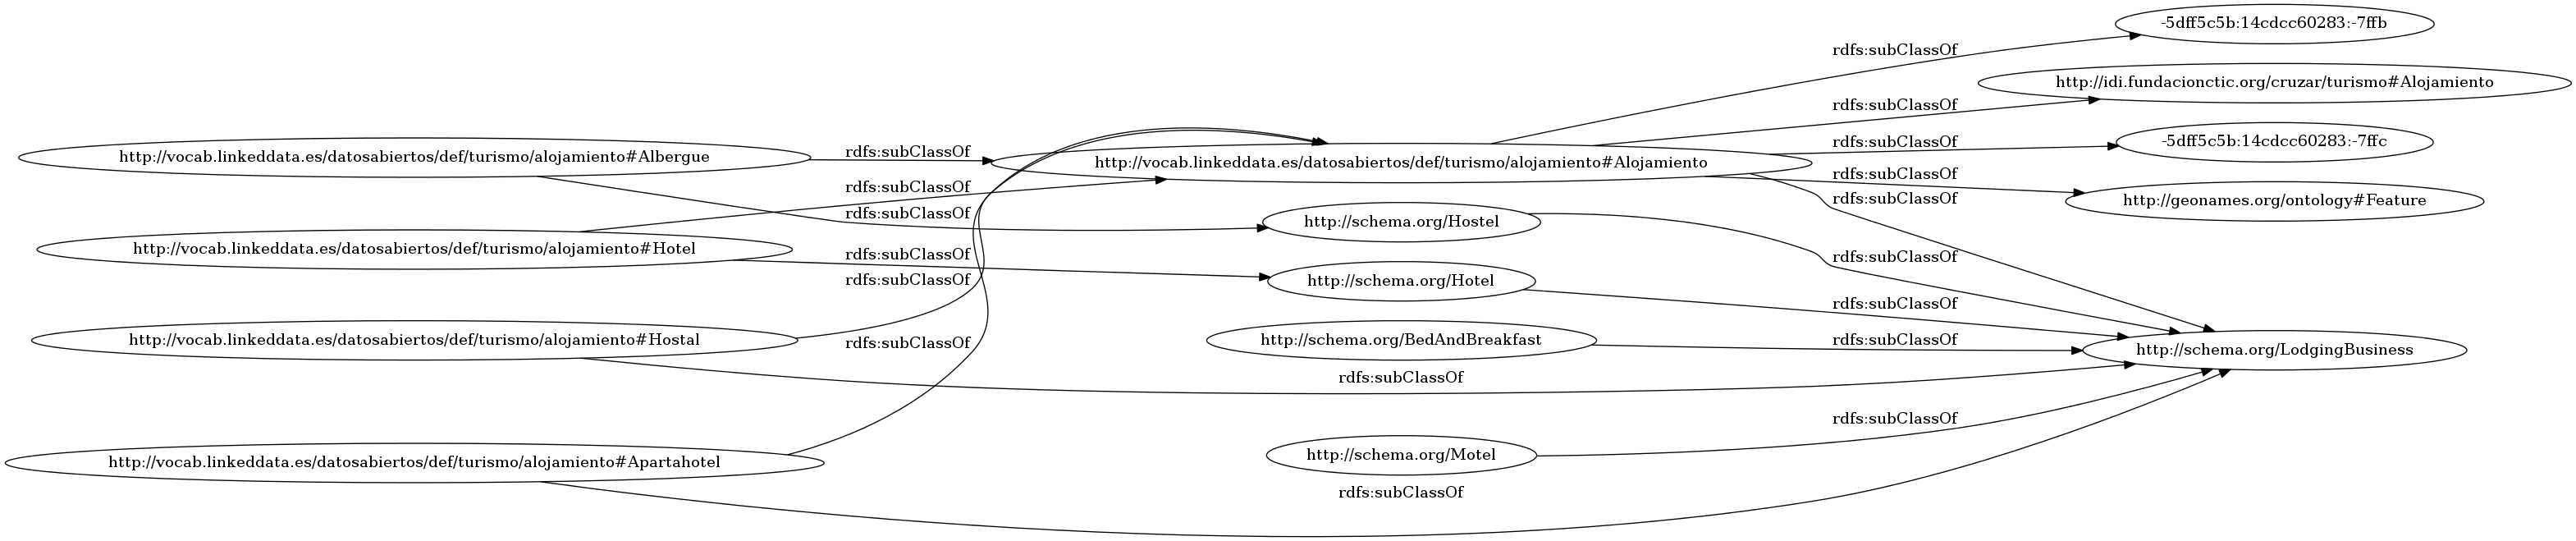 -5dff5c5b:14cdcc60283:-7ffb
rdfs:subClassOf
http://idi.fundacionctic.org/cruzar/turismo#Alojamiento
rdfs:subClassOf
rdfs:subClassOf
-5dff5c5b:14cdcc60283:-7ffc
http://vocab.linkeddata.es/datosabiertos/def/turismo/alojamiento#Albergue
rdfs:subClassOf
http://vocab.linkeddata.es/datosabiertos/def/turismo/alojamiento#Alojamiento
rdfs:subClassOf
rdfs:subClassOf
rdfs:subClassOf
http://geonames.org/ontology#Feature
rdfs:subClassOf
http://schema.org/Hostel
http://vocab.linkeddata.es/datosabiertos/def/turismo/alojamiento#Hotel
rdfs:subClassOf
rdfs:subClassOf
rdfs:subClassOf
http://schema.org/Hotel
rdfs:subClassOf
http://vocab.linkeddata.es/datosabiertos/def/turismo/alojamiento#Hostal
rdfs:subClassOf
http://schema.org/BedAndBreakfast
rdfs:subClassOf
http://schema.org/LodgingBusiness
rdfs:subClassOf
rdfs:subClassOf
http://vocab.linkeddata.es/datosabiertos/def/turismo/alojamiento#Apartahotel
http://schema.org/Motel
rdfs:subClassOf